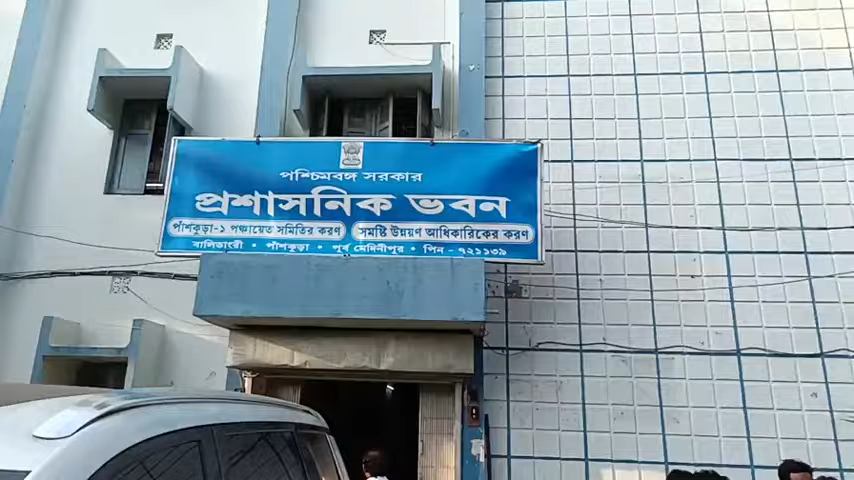 পশ্চিমবঙ্গ সরকার
প্রশাসনিক ভবন
পাঁশকুড়া-১ পঞ্চায়েত সমিতির করণ সমষ্টি উন্নয়ণ আধিকারিকের করণ
বালিডাংরী • পাঁশকুড়া • পূর্ব মেদিনীপুর • পিন - ৭২১১৩৯